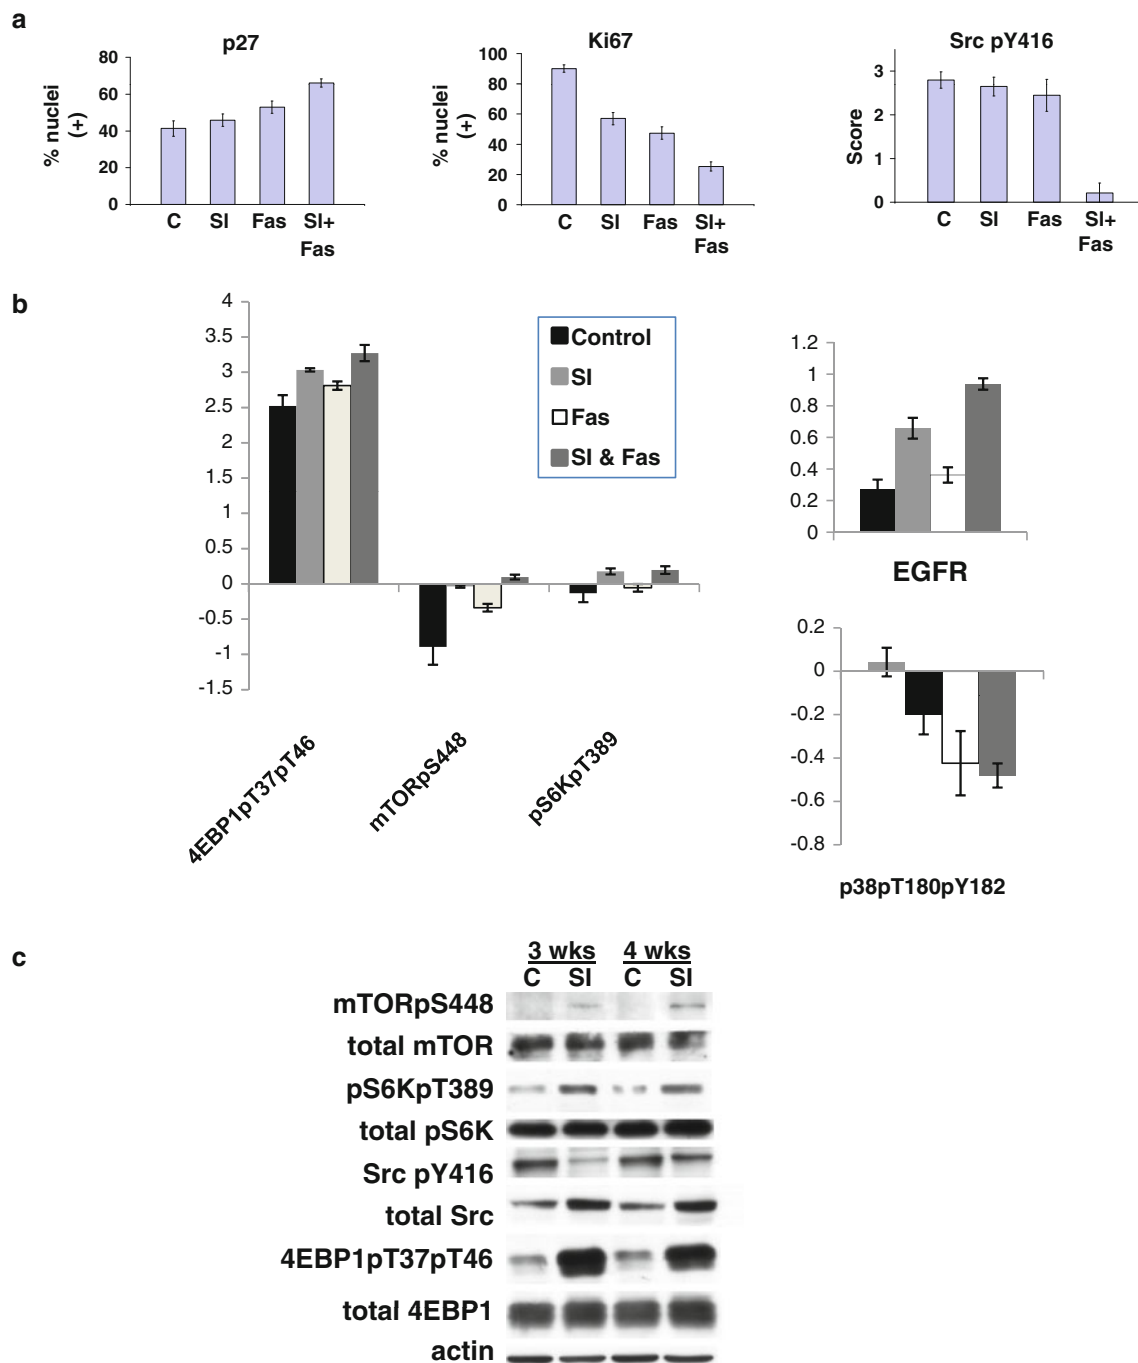 a
p27
80
60
40
20
0
% nuclei
(+)
C SI Fas SI+
Fas
Ki67
100
80
60
40
20
0
% nuclei
(+)
C SI Fas SI+
Fas
Src pY416
3
2
1
0
Score
C SI Fas SI+
Fas
b
4
3.5
3
2.5
2
1.5
1
0.5
0
-0.5
-1
-1.5
4EBP1pT37pT46
mTORpS448
pS6KpT389
Control
SI
Fas
SI & Fas
1.2
1
0.8
0.6
0.4
0.2
0
EGFR
0.2
0
-0.2
-0.4
-0.6
-0.8
p38pT180pY182
c
3 wks 4 wks
C SI C SI
mTORpS448
total mTOR
pS6KpT389
total pS6K
Src pY416
total Src
4EBP1pT37pT46
total 4EBP1
actin